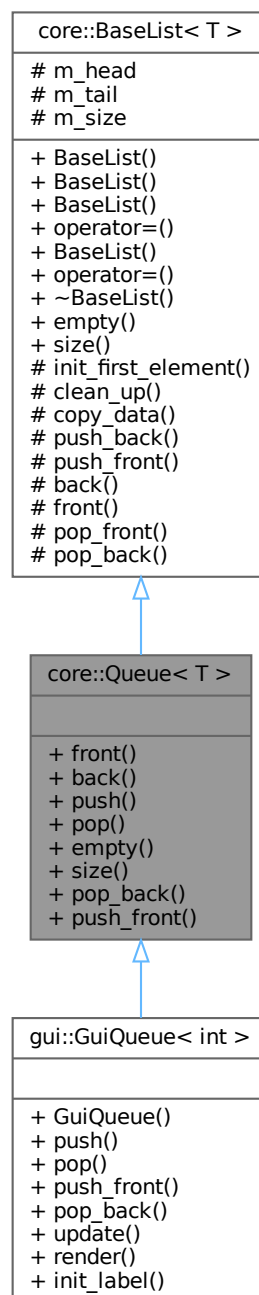 core::BaseList< T >
# m_head
# m_tail
# m_size
+ BaseList()
+ BaseList()
+ BaseList()
+ operator=()
+ BaseList()
+ operator=()
+ ~BaseList()
+ empty()
+ size()
# init_first_element()
# clean_up()
# copy_data()
# push_back()
# push_front()
# back()
# front()
# pop_front()
# pop_back()
core::Queue< T >
+ front()
+ back()
+ push()
+ pop()
+ empty()
+ size()
+ pop_back()
+ push_front()
gui::GuiQueue< int >
+ GuiQueue()
+ push()
+ pop()
+ push_front()
+ pop_back()
+ update()
+ render()
+ init_label()